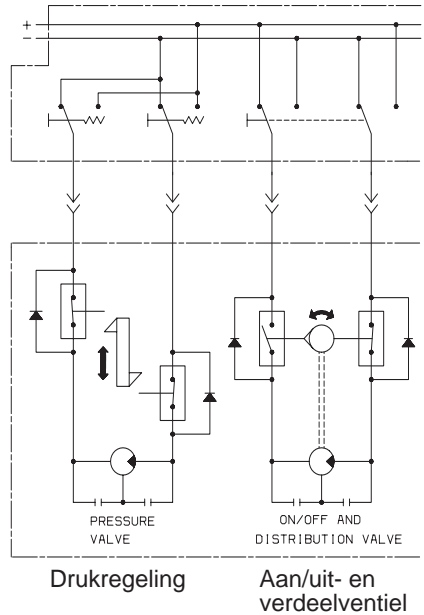 +
−
PRESSURE
VALVE
ON/OFF AND
DISTRIBUTION VALVE
Drukregeling
Aan/uit- en
verdeelventiel